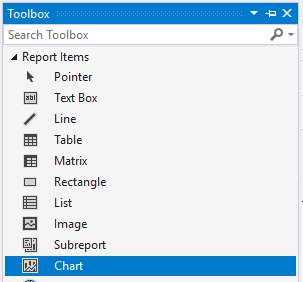 Toolbox
Search Toolbox
Report Items
Pointer
Text Box
Line
Table
Matrix
Rectangle
List
Image
Subreport
Chart